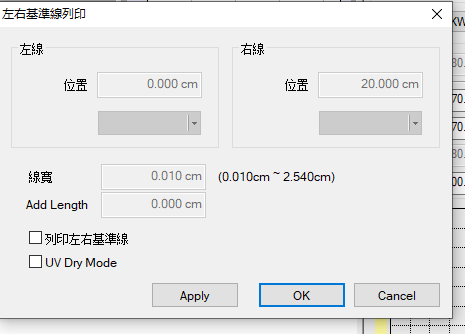 左右基準線列印
左線
位置 0.000 cm
右線
位置 20.000 cm
線寬 0.010 cm (0.010cm ~ 2.540cm)
Add Length 0.000 cm
列印左右基準線
UV Dry Mode
Apply OK Cancel